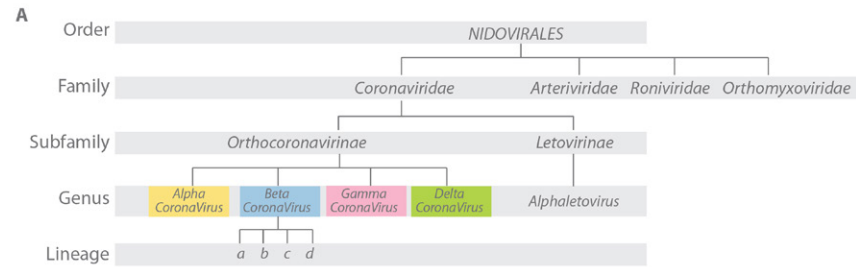 A
Order
NIDOVIRALES
Family
Coronaviridae Arteriviridae Roniviridae Orthomyxoviridae
Subfamily
Orthocoronavirinae Letovirinae
Genus
Alpha
CoronaVirus
Beta
CoronaVirus
Gamma
CoronaVirus
Delta
CoronaVirus
Alphaletovirus
Lineage
a b c d